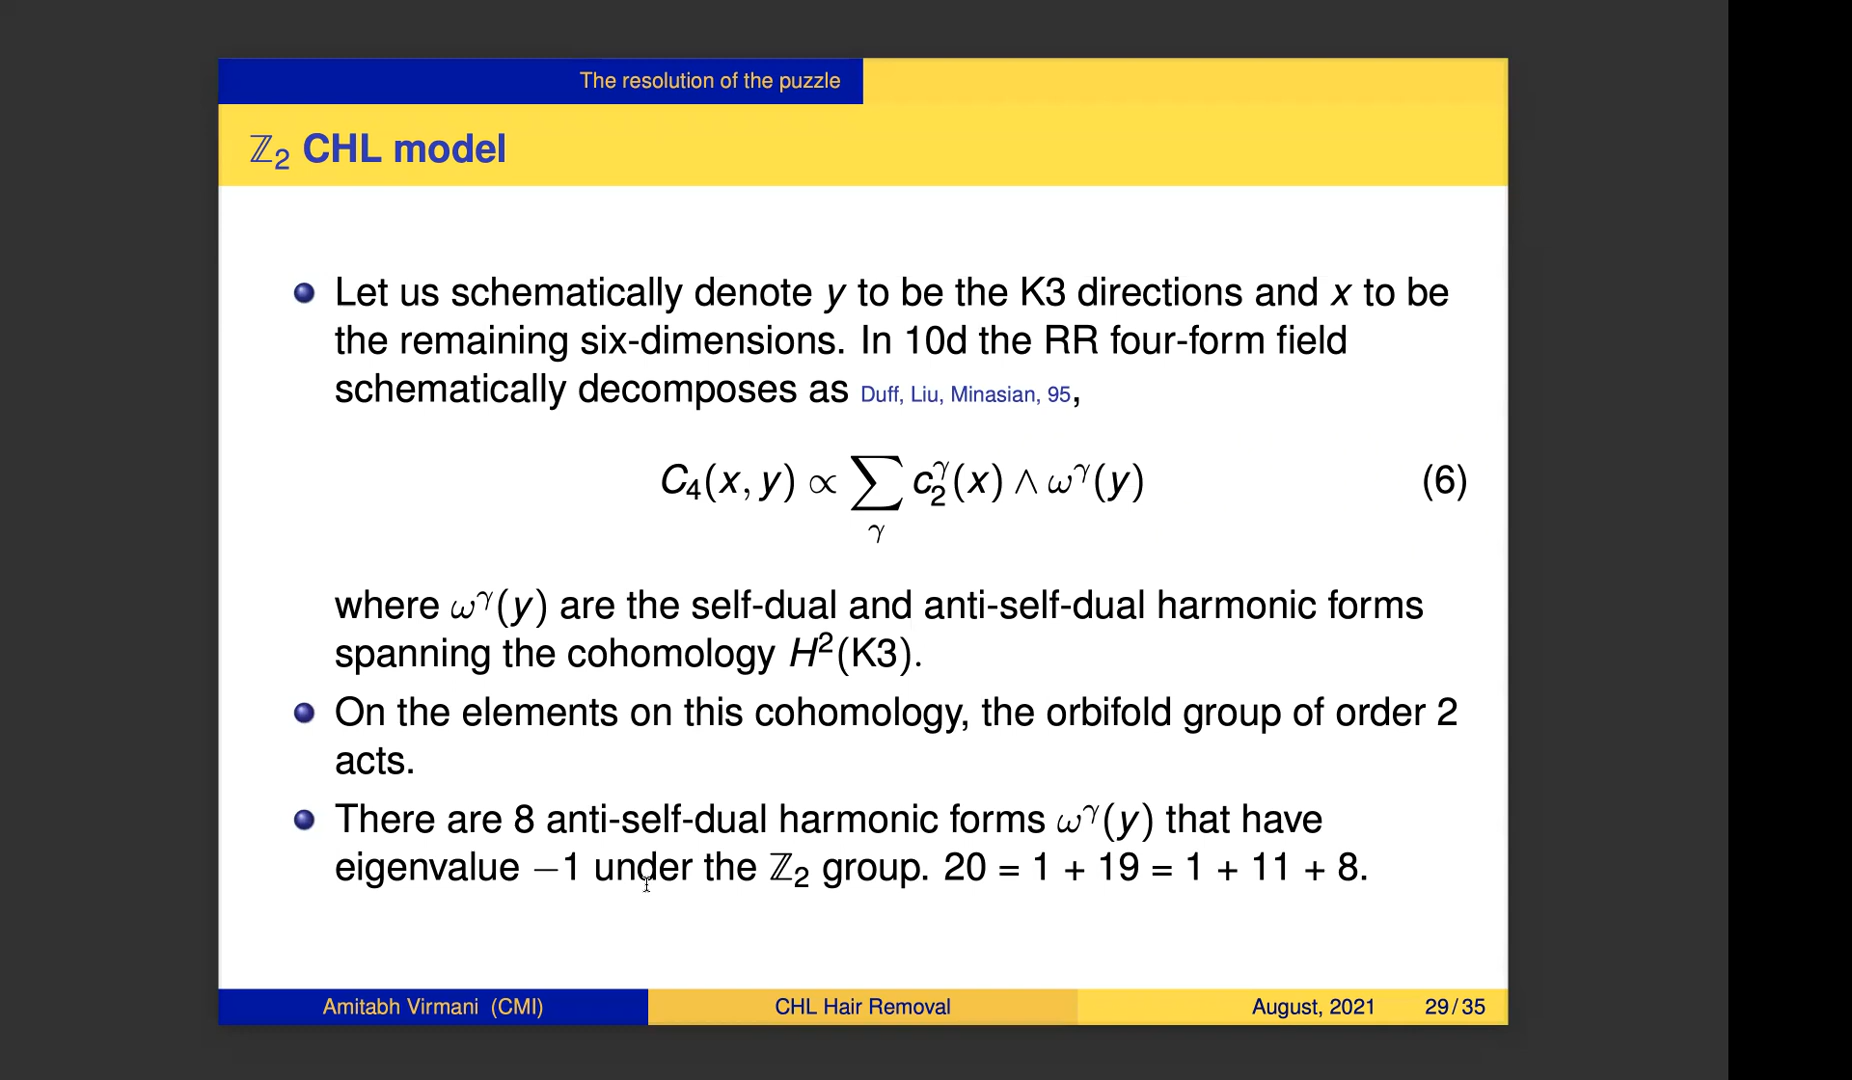 The resolution of the puzzle
ℤ₂ CHL model
Let us schematically denote y to be the K3 directions and x to be
the remaining six-dimensions. In 10d the RR four-form field
schematically decomposes as Duff, Liu, Minasian, 95,
C₄(x, y) ∝ ∑_γ c₂^γ(x) ∧ ω^γ(y) (6)
where ω^γ(y) are the self-dual and anti-self-dual harmonic forms
spanning the cohomology H²(K3).
On the elements on this cohomology, the orbifold group of order 2
acts.
There are 8 anti-self-dual harmonic forms ω^γ(y) that have
eigenvalue −1 under the ℤ₂ group. 20 = 1 + 19 = 1 + 11 + 8.
Amitabh Virmani (CMI) CHL Hair Removal August, 2021 29/35